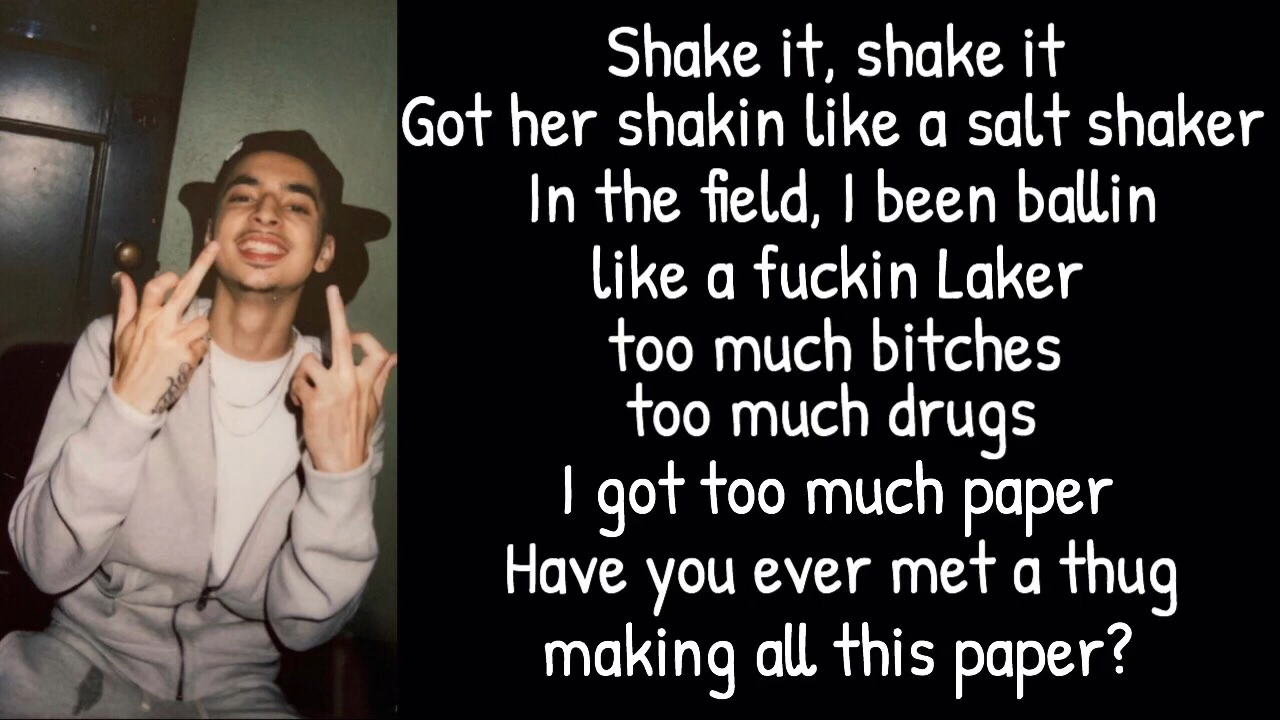 Shake it, shake it
Got her shakin like a salt shaker
In the field, I been ballin
like a fuckin Laker
too much bitches
too much drugs
I got too much paper
Have you ever met a thug
making all this paper?